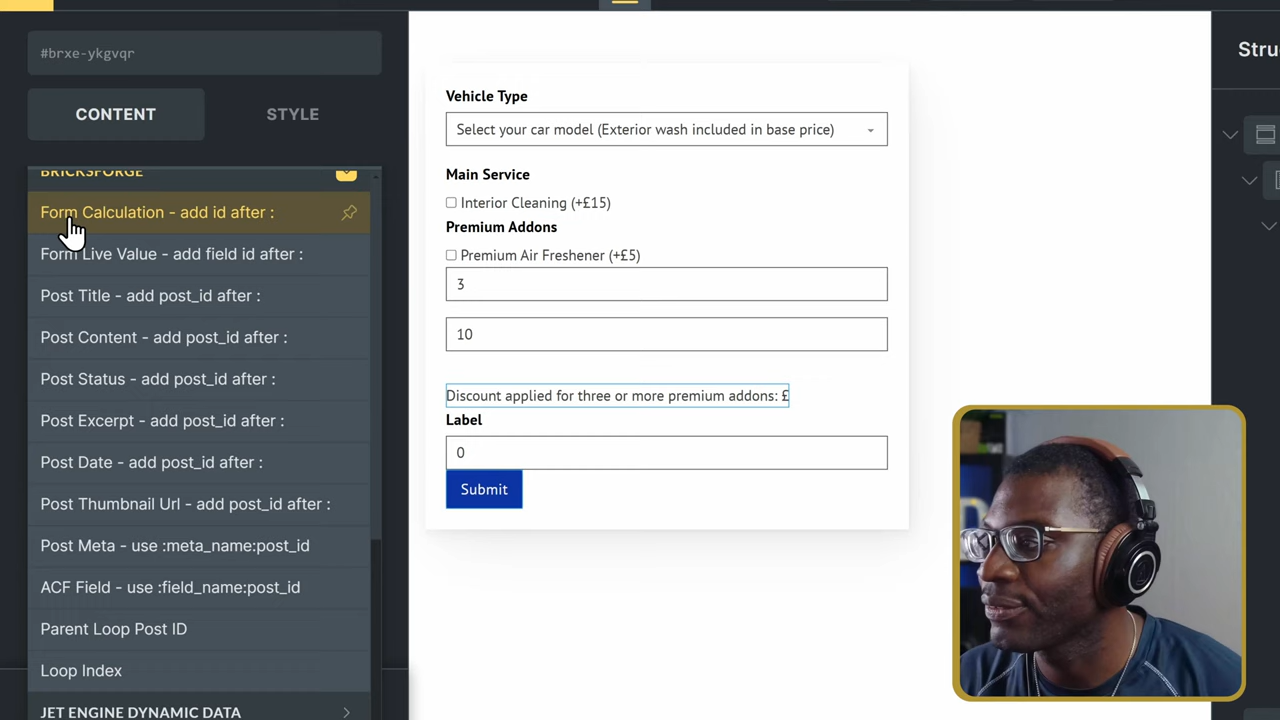 #brxe-ykgvqr
CONTENT
STYLE
BRICKSFORGE
Form Calculation - add id after :
Form Live Value - add field id after :
Post Title - add post_id after :
Post Content - add post_id after :
Post Status - add post_id after :
Post Excerpt - add post_id after :
Post Date - add post_id after :
Post Thumbnail Url - add post_id after :
Post Meta - use :meta_name:post_id
ACF Field - use :field_name:post_id
Parent Loop Post ID
Loop Index
JET ENGINE DYNAMIC DATA
Vehicle Type
Select your car model (Exterior wash included in base price)
Main Service
Interior Cleaning (+£15)
Premium Addons
Premium Air Freshener (+£5)
3
10
Discount applied for three or more premium addons: £
Label
0
Submit
Stru